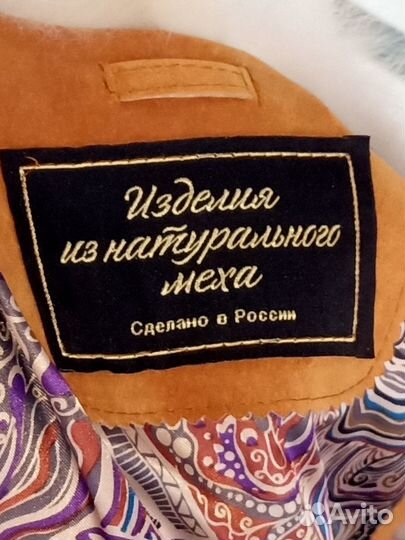 Изделия
из натурального
меха
Сделано в России
Avito